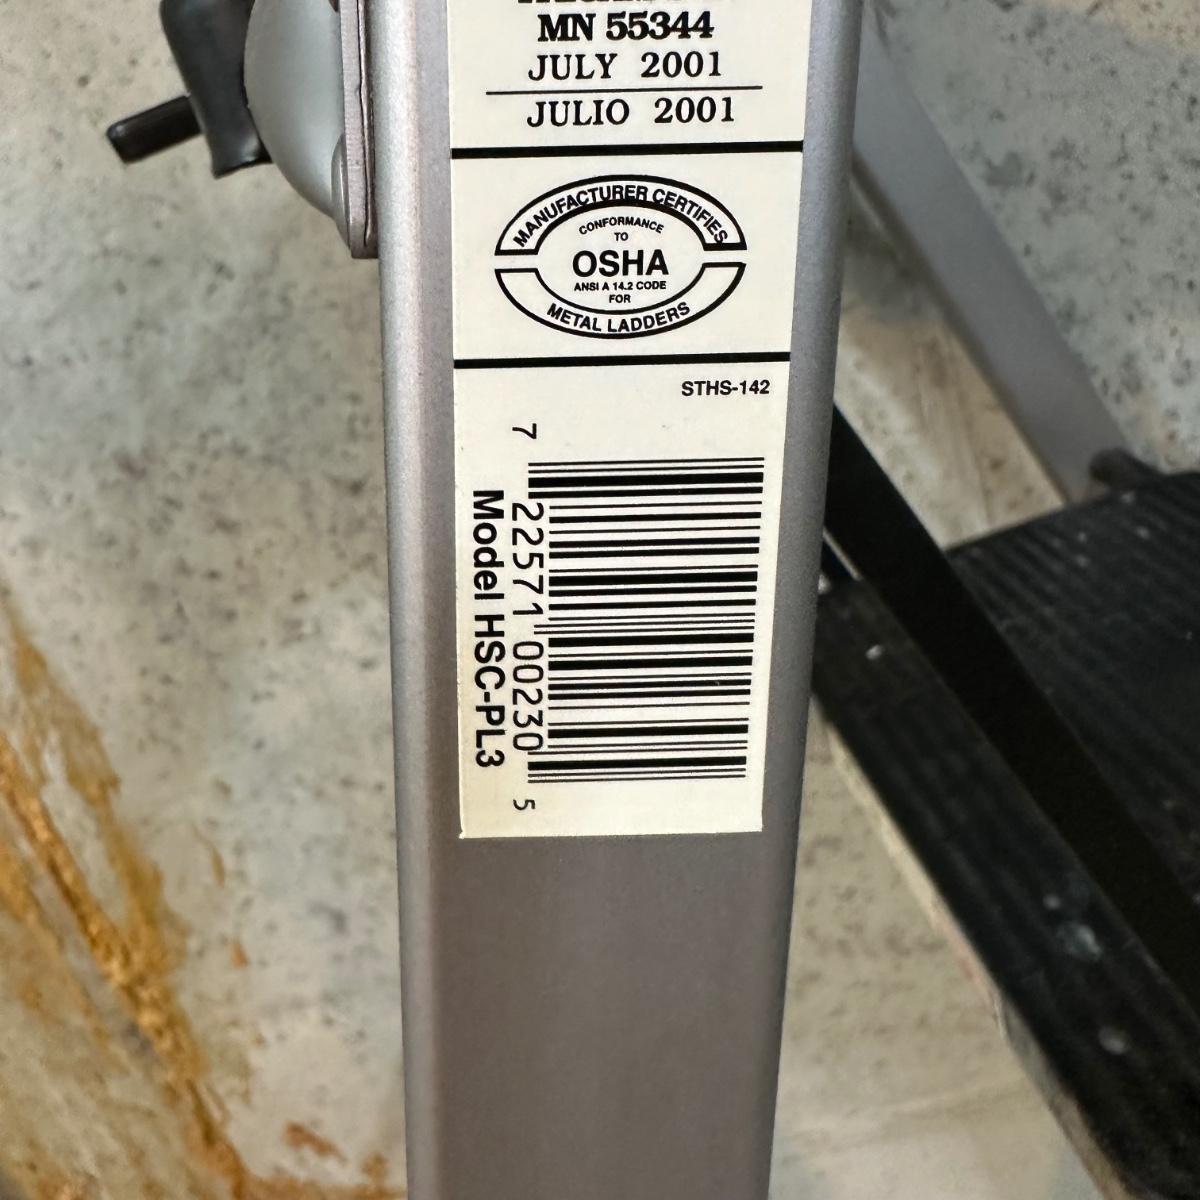 MN 55344
JULY 2001
JULIO 2001
MANUFACTURER CERTIFIES
CONFORMANCE
TO
OSHA
ANSI A 14.2 CODE
FOR
METAL LADDERS
STHS-142
7 22571 00230 5
Model HSC-PL3